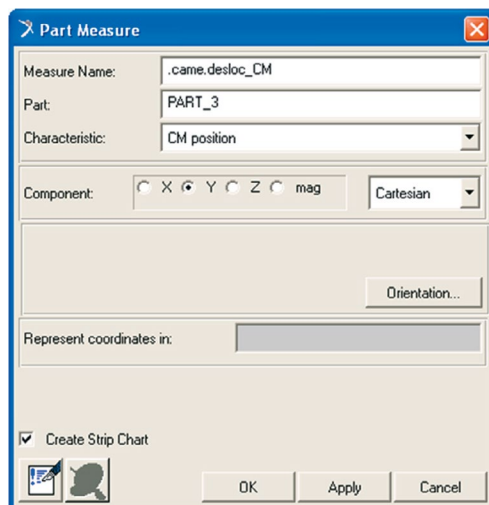 Part Measure
Measure Name: .came.desloc_CM
Part: PART_3
Characteristic: CM position
Component: X Y Z mag Cartesian
Orientation...
Represent coordinates in:
Create Strip Chart
OK Apply Cancel